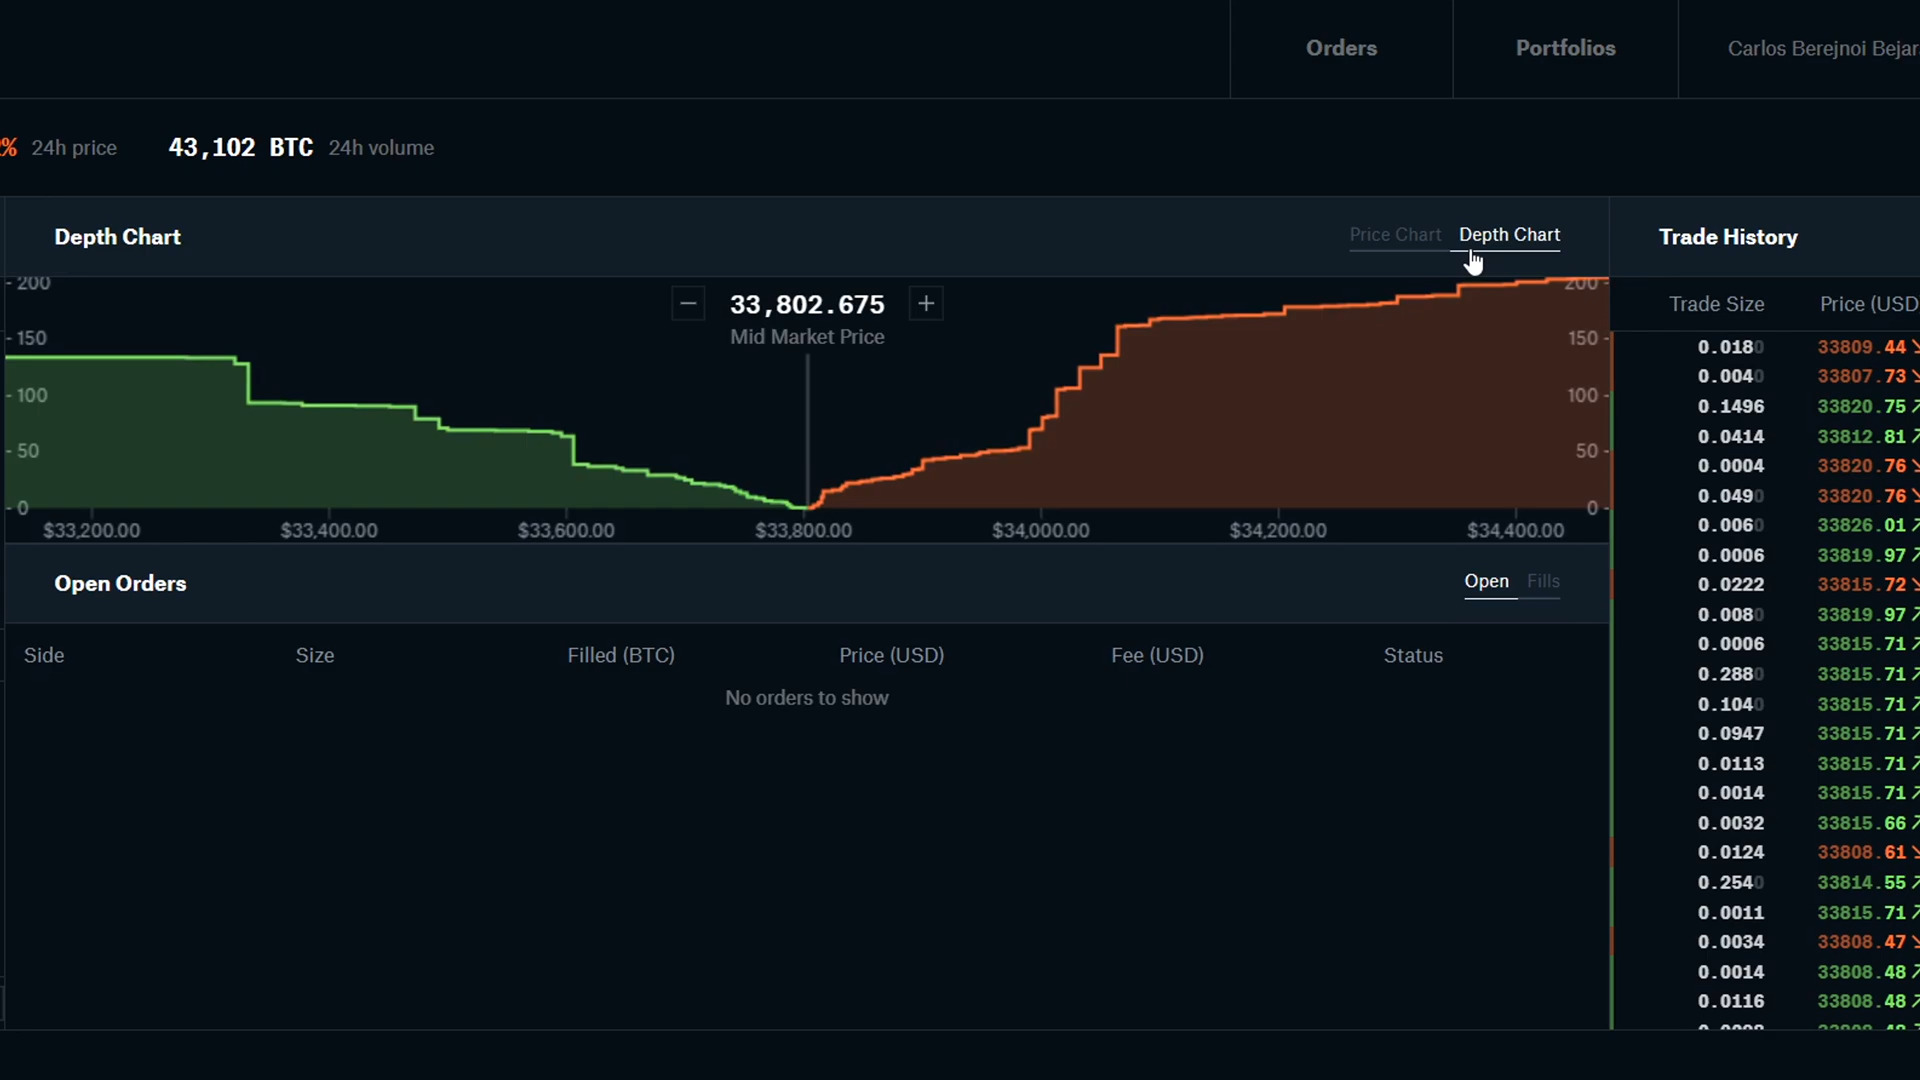 Orders
Portfolios
Carlos Berejnoi Bejar
% 24h price
43,102 BTC 24h volume
Depth Chart
Price Chart Depth Chart
Trade History
33,802.675
Mid Market Price
200
150
100
50
0
200
150
100
50
0
$33,200.00 $33,400.00 $33,600.00 $33,800.00 $34,000.00 $34,200.00 $34,400.00
Open Orders
Open Fills
Side Size Filled (BTC) Price (USD) Fee (USD) Status
No orders to show
Trade Size Price (USD
0.0180 33809.44
0.0040 33807.73
0.1496 33820.75
0.0414 33812.81
0.0004 33820.76
0.0490 33820.76
0.0060 33826.01
0.0006 33819.97
0.0222 33815.72
0.0080 33819.97
0.0006 33815.71
0.2880 33815.71
0.1040 33815.71
0.0947 33815.71
0.0113 33815.71
0.0014 33815.71
0.0032 33815.66
0.0124 33808.61
0.2540 33814.55
0.0011 33815.71
0.0034 33808.47
0.0014 33808.48
0.0116 33808.48